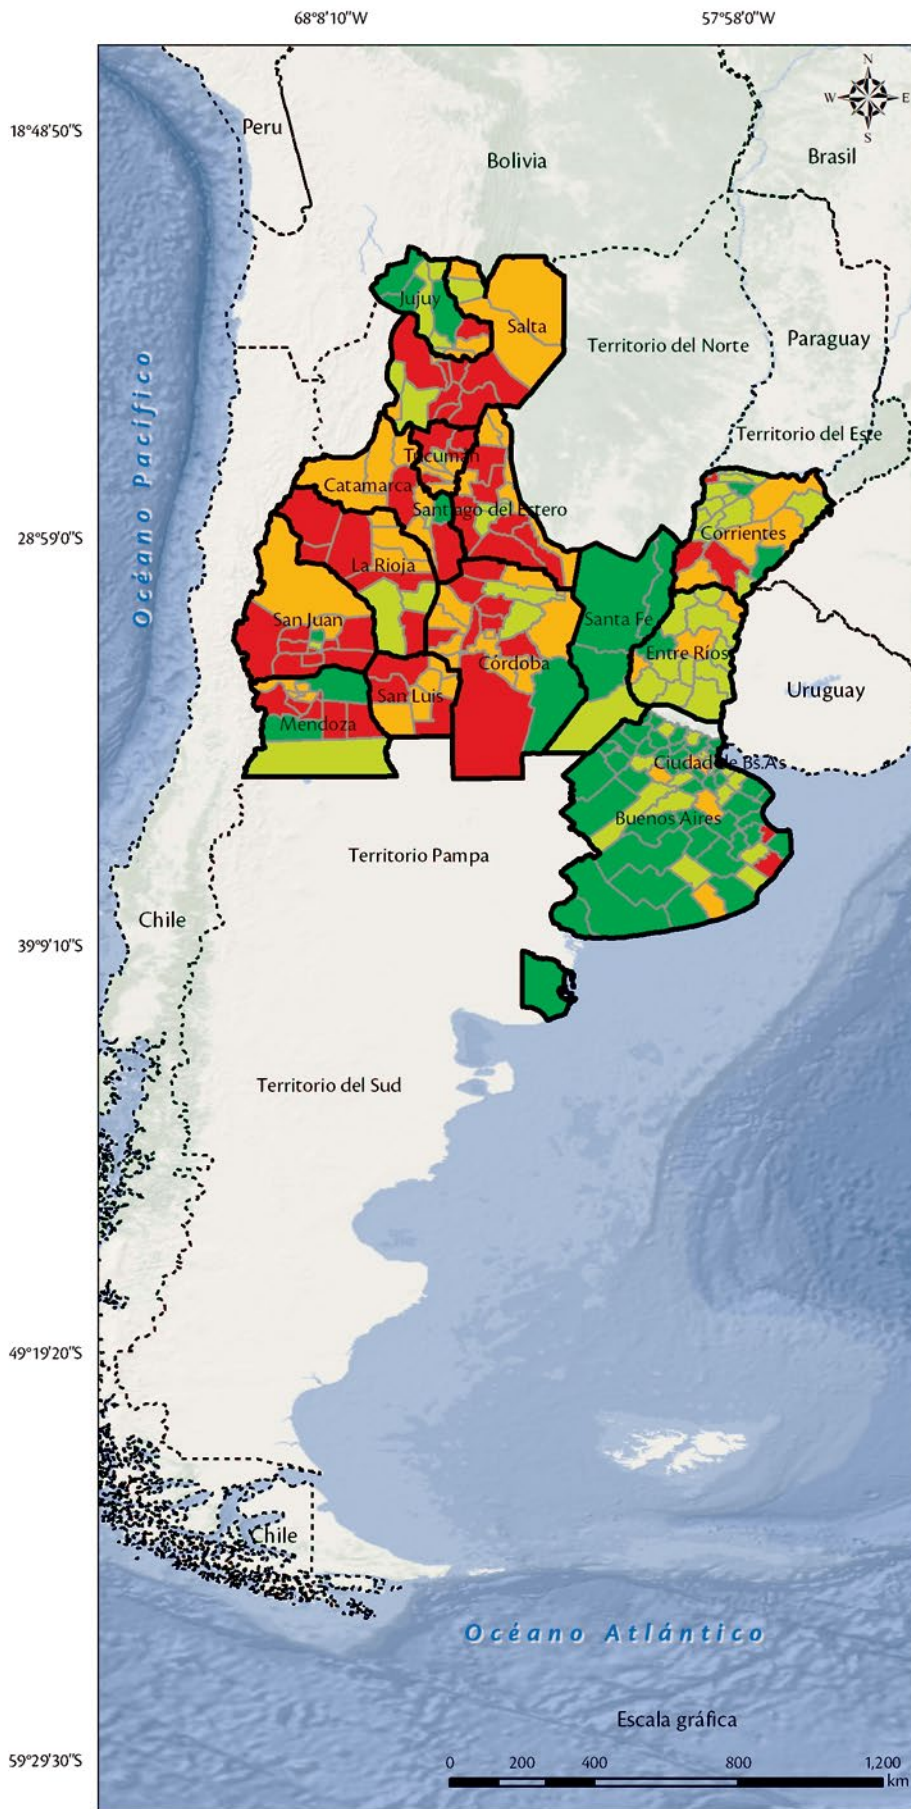 68°8'10"W
57°58'0"W
N
W
E
S
18°48'50"S
Peru
Bolivia
Brasil
Jujuy
Salta
Territorio del Norte
Paraguay
Océano Pacífico
Territorio del Este
Tucumán
Catamarca
Santiago del Estero
28°59'0"S
Corrientes
La Rioja
San Juan
Santa Fe
Entre Ríos
Córdoba
Uruguay
San Luis
Mendoza
Ciudad de Bs.As
Buenos Aires
Territorio Pampa
Chile
39°9'10"S
Territorio del Sud
49°19'20"S
Chile
Océano Atlántico
Escala gráfica
59°29'30"S
0 200 400 800 1,200
km